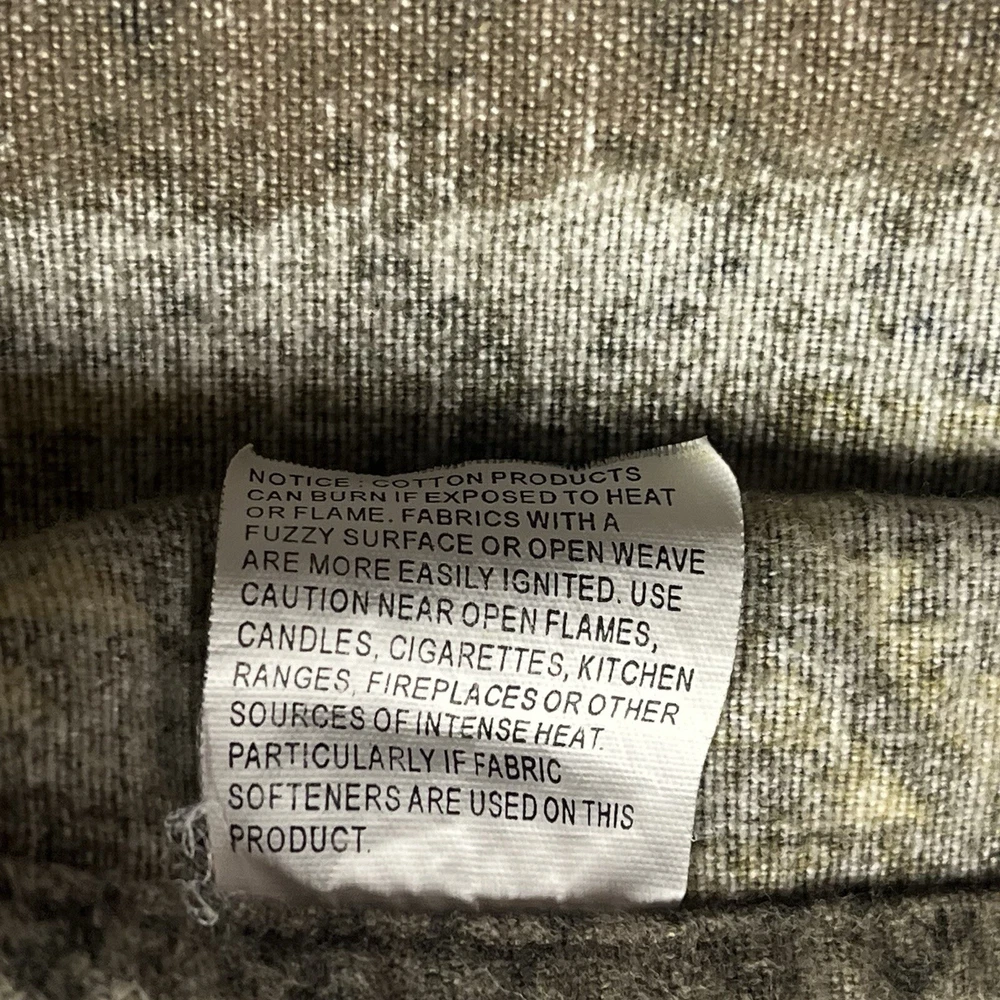 NOTICE : COTTON PRODUCTS
CAN BURN IF EXPOSED TO HEAT
OR FLAME. FABRICS WITH A
FUZZY SURFACE OR OPEN WEAVE
ARE MORE EASILY IGNITED. USE
CAUTION NEAR OPEN FLAMES,
CANDLES, CIGARETTES, KITCHEN
RANGES, FIREPLACES OR OTHER
SOURCES OF INTENSE HEAT.
PARTICULARLY IF FABRIC
SOFTENERS ARE USED ON THIS
PRODUCT.